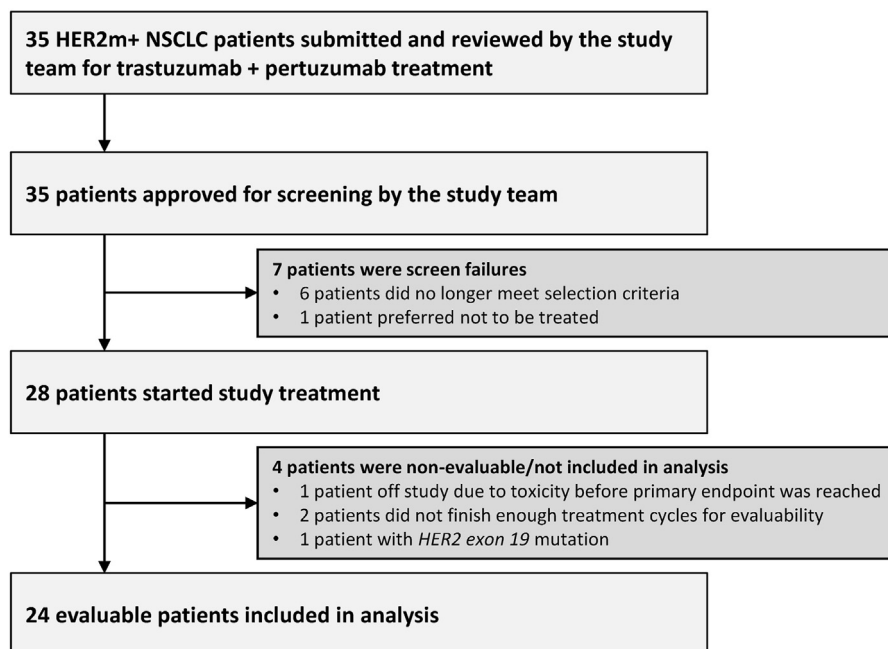 35 HER2m+ NSCLC patients submitted and reviewed by the study
team for trastuzumab + pertuzumab treatment
35 patients approved for screening by the study team
7 patients were screen failures
• 6 patients did no longer meet selection criteria
• 1 patient preferred not to be treated
28 patients started study treatment
4 patients were non-evaluable/not included in analysis
• 1 patient off study due to toxicity before primary endpoint was reached
• 2 patients did not finish enough treatment cycles for evaluability
• 1 patient with HER2 exon 19 mutation
24 evaluable patients included in analysis